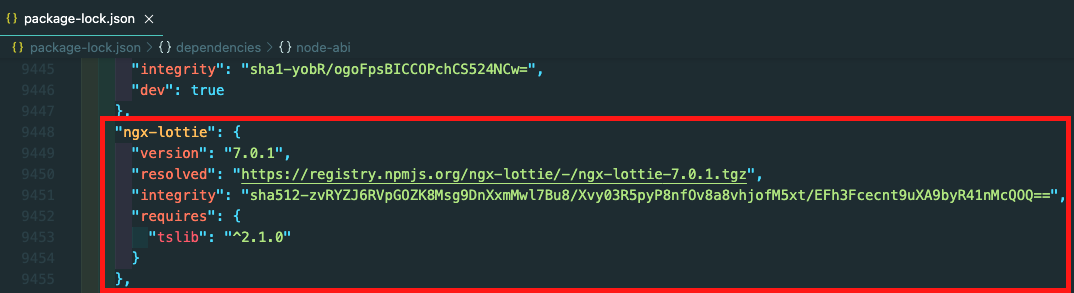 {} package-lock.json ×
{} package-lock.json > {} dependencies > {} node-abi
9445 "integrity": "sha1-yobR/ogoFpsBICCOPchCS524NCw=",
9446 "dev": true
9447 },
9448 "ngx-lottie": {
9449 "version": "7.0.1",
9450 "resolved": "https://registry.npmjs.org/ngx-lottie/-/ngx-lottie-7.0.1.tgz",
9451 "integrity": "sha512-zvRYZJ6RVpGOZK8Msg9DnXxmMwl7Bu8/Xvy03R5pyP8nfOv8a8vhjofM5xt/EFh3Fcecnt9uXA9byR41nMcQOQ==",
9452 "requires": {
9453 "tslib": "^2.1.0"
9454 }
9455 },